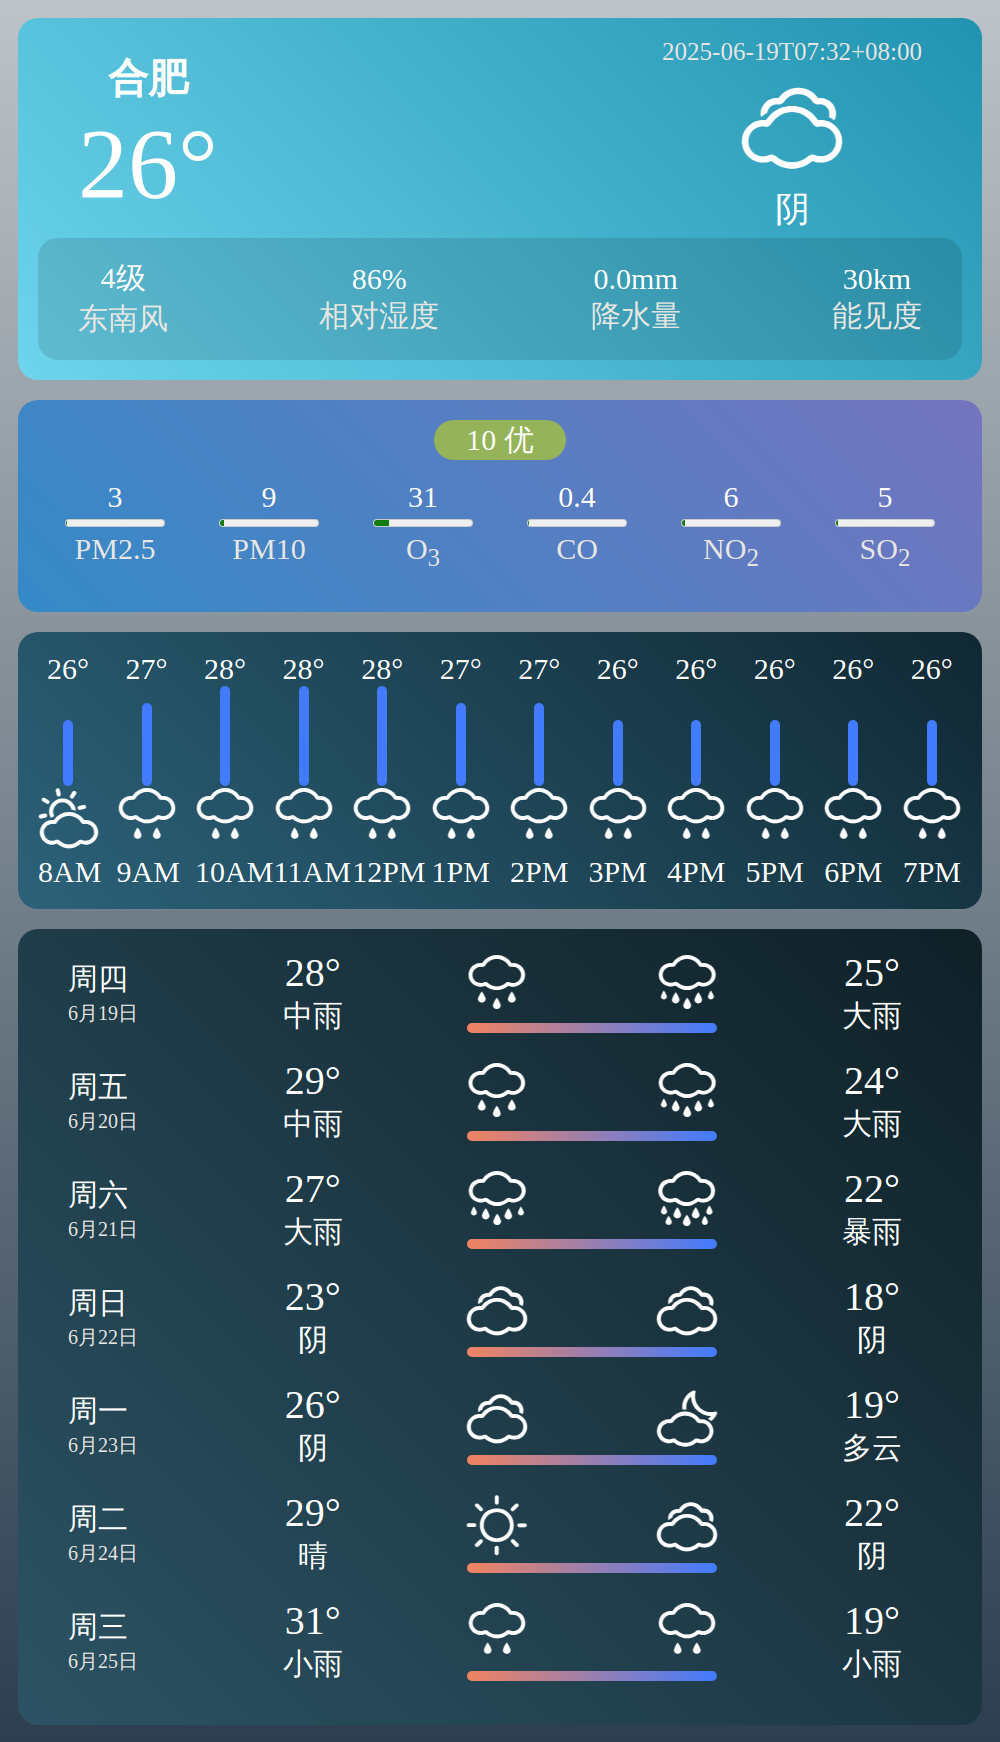 合肥
2025-06-19T07:32+08:00
26°
阴
4级 86% 0.0mm 30km
东南风 相对湿度 降水量 能见度
10 优
3 9 31 0.4 6 5
PM2.5 PM10 O3 CO NO2 SO2
26° 27° 28° 28° 28° 27° 27° 26° 26° 26° 26° 26°
8AM 9AM 10AM 11AM 12PM 1PM 2PM 3PM 4PM 5PM 6PM 7PM
周四 28° 25°
6月19日 中雨 大雨
周五 29° 24°
6月20日 中雨 大雨
周六 27° 22°
6月21日 大雨 暴雨
周日 23° 18°
6月22日 阴 阴
周一 26° 19°
6月23日 阴 多云
周二 29° 22°
6月24日 晴 阴
周三 31° 19°
6月25日 小雨 小雨